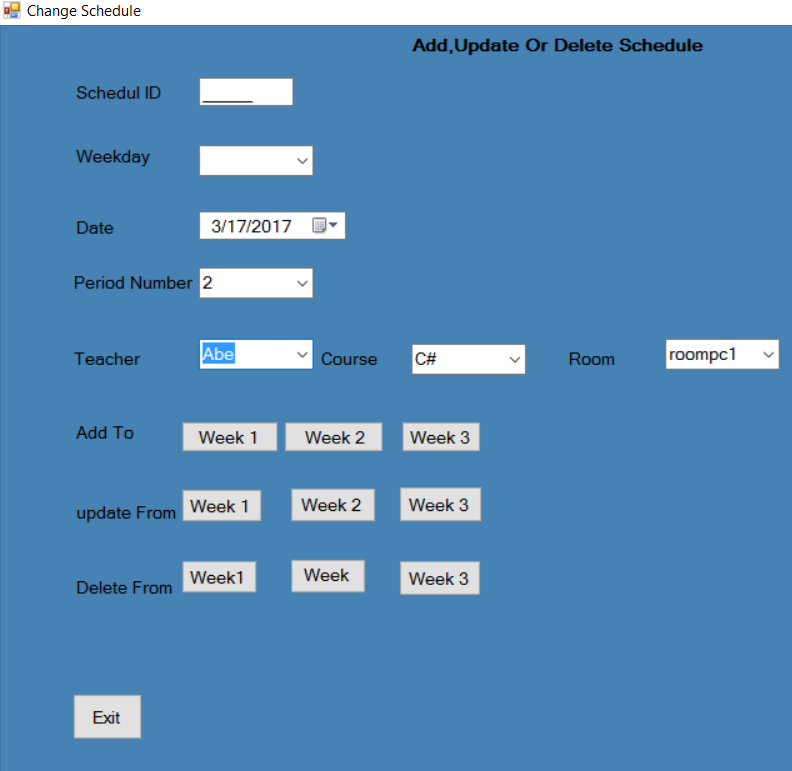 Change Schedule
Add,Update Or Delete Schedule
Schedul ID ______
Weekday
Date 3/17/2017
Period Number 2
Teacher Abe Course C# Room roompc1
Add To Week 1 Week 2 Week 3
update From Week 1 Week 2 Week 3
Delete From Week1 Week Week 3
Exit